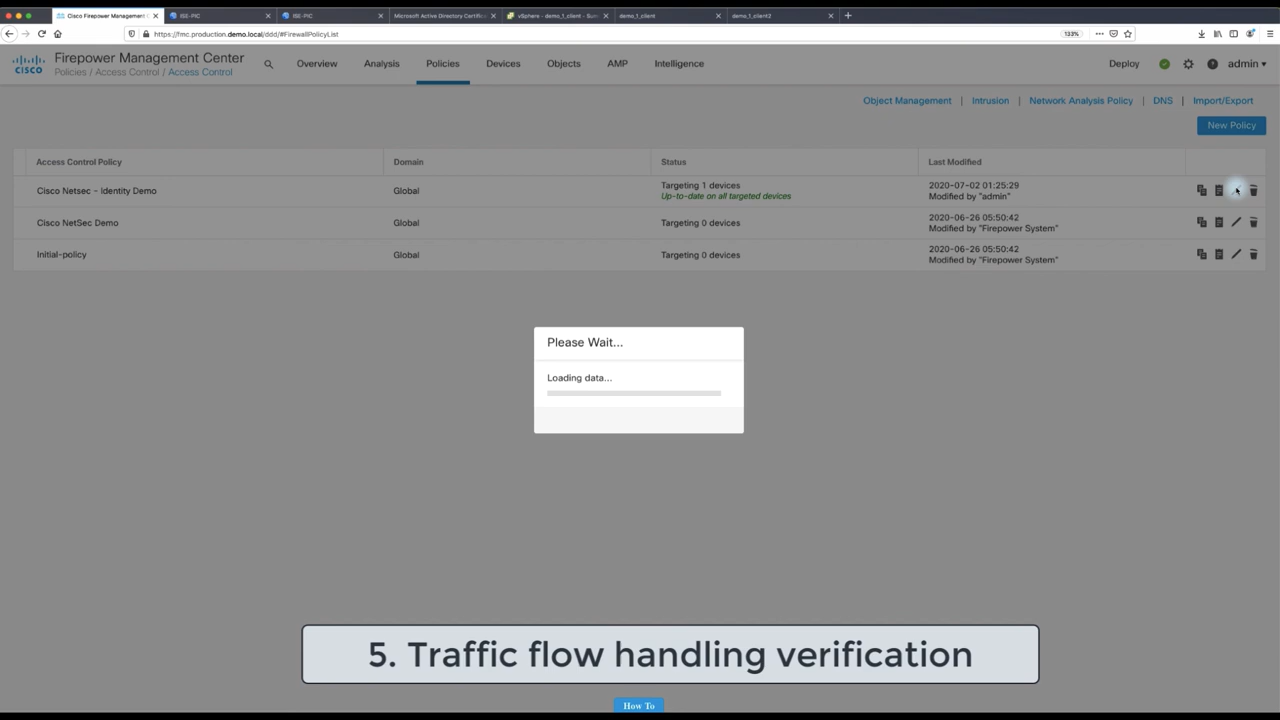 Cisco Firepower Management C
ISE-PIC
ISE-PIC
Microsoft Active Directory Certific
vSphere - demo_1_client - Sum
demo_1_client
demo_1_client2
https://fmc.production.demo.local/ddd/#FirewallPolicyList
133%
Firepower Management Center
Policies / Access Control / Access Control
CISCO
Overview
Analysis
Policies
Devices
Objects
AMP
Intelligence
Deploy
admin
Object Management | Intrusion | Network Analysis Policy | DNS | Import/Export
New Policy
Access Control Policy
Domain
Status
Last Modified
Cisco Netsec - Identity Demo
Global
Targeting 1 devices
Up-to-date on all targeted devices
2020-07-02 01:25:29
Modified by "admin"
Cisco NetSec Demo
Global
Targeting 0 devices
2020-06-26 05:50:42
Modified by "Firepower System"
Initial-policy
Global
Targeting 0 devices
2020-06-26 05:50:42
Modified by "Firepower System"
Please Wait...
Loading data...
5. Traffic flow handling verification
How To